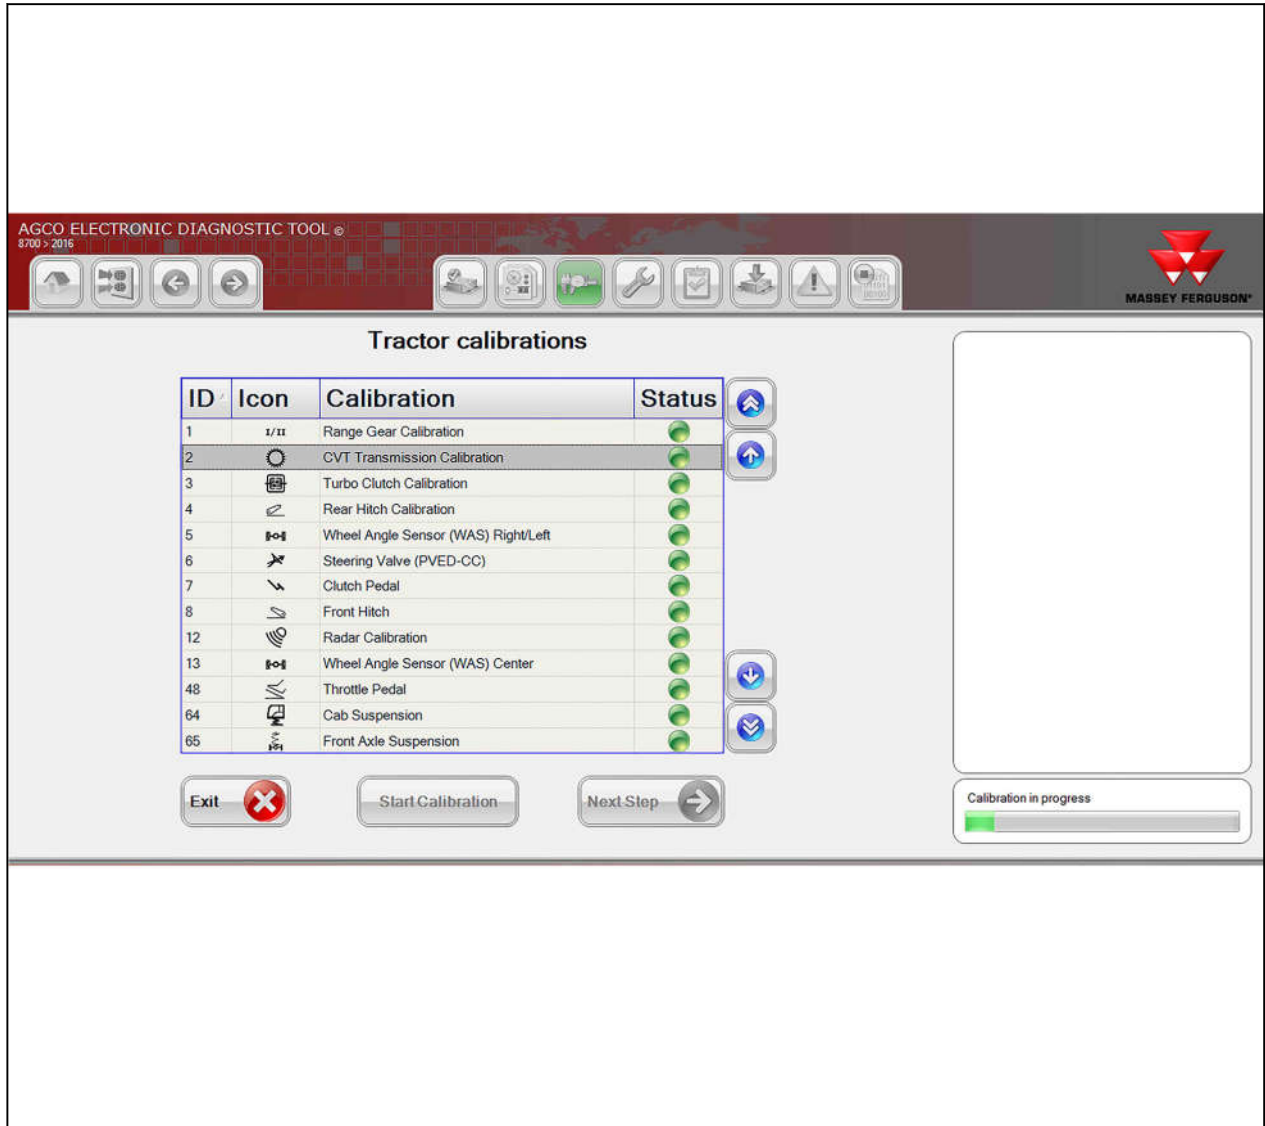 AGCO ELECTRONIC DIAGNOSTIC TOOL ©
8700 > 2016
MASSEY FERGUSON
Tractor calibrations
ID Icon Calibration Status
1 I/II Range Gear Calibration
2 CVT Transmission Calibration
3 Turbo Clutch Calibration
4 Rear Hitch Calibration
5 Wheel Angle Sensor (WAS) Right/Left
6 Steering Valve (PVED-CC)
7 Clutch Pedal
8 Front Hitch
12 Radar Calibration
13 Wheel Angle Sensor (WAS) Center
48 Throttle Pedal
64 Cab Suspension
65 Front Axle Suspension
Exit Start Calibration Next Step
Calibration in progress